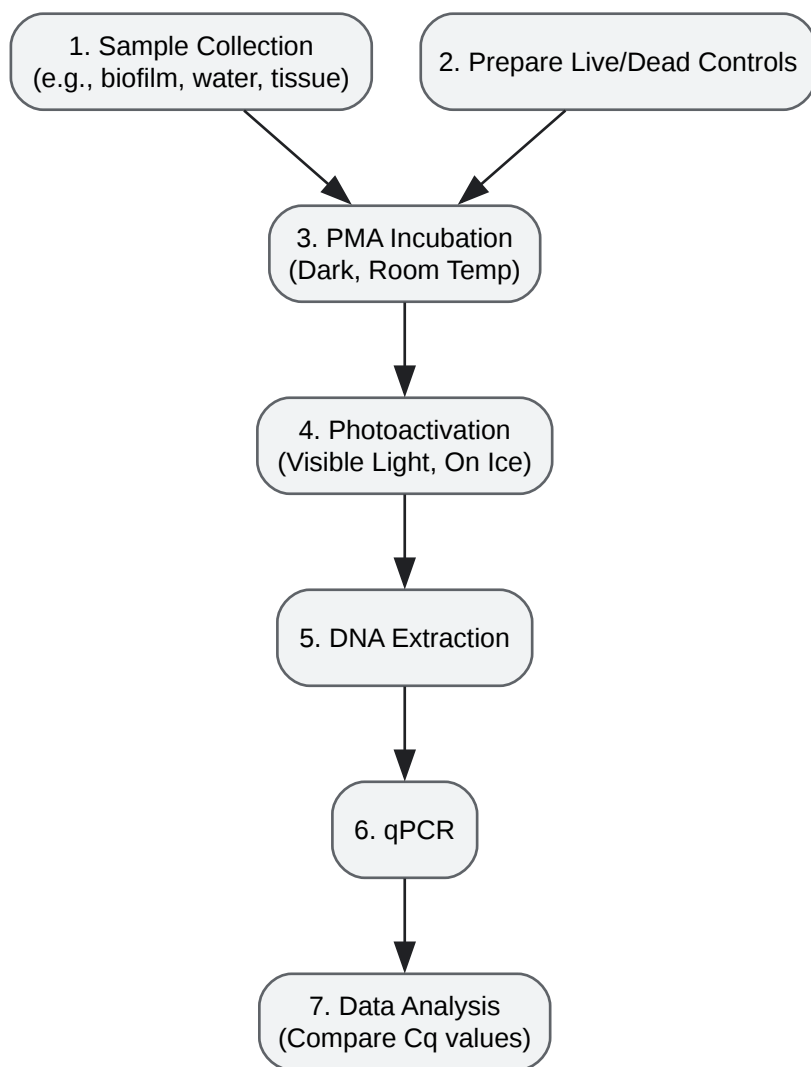 1. Sample Collection
(e.g., biofilm, water, tissue)
2. Prepare Live/Dead Controls
3. PMA Incubation
(Dark, Room Temp)
4. Photoactivation
(Visible Light, On Ice)
5. DNA Extraction
6. qPCR
7. Data Analysis
(Compare Cq values)